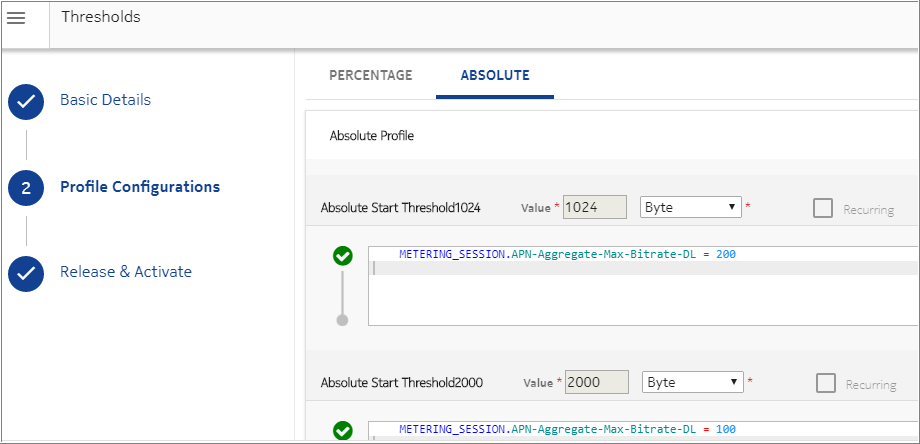 Thresholds
PERCENTAGE ABSOLUTE
Basic Details
Absolute Profile
2 Profile Configurations
Absolute Start Threshold1024 Value * 1024 Byte * Recurring
METERING_SESSION.APN-Aggregate-Max-Bitrate-DL = 200
Release & Activate
Absolute Start Threshold2000 Value * 2000 Byte * Recurring
METERING_SESSION.APN-Aggregate-Max-Bitrate-DL = 100